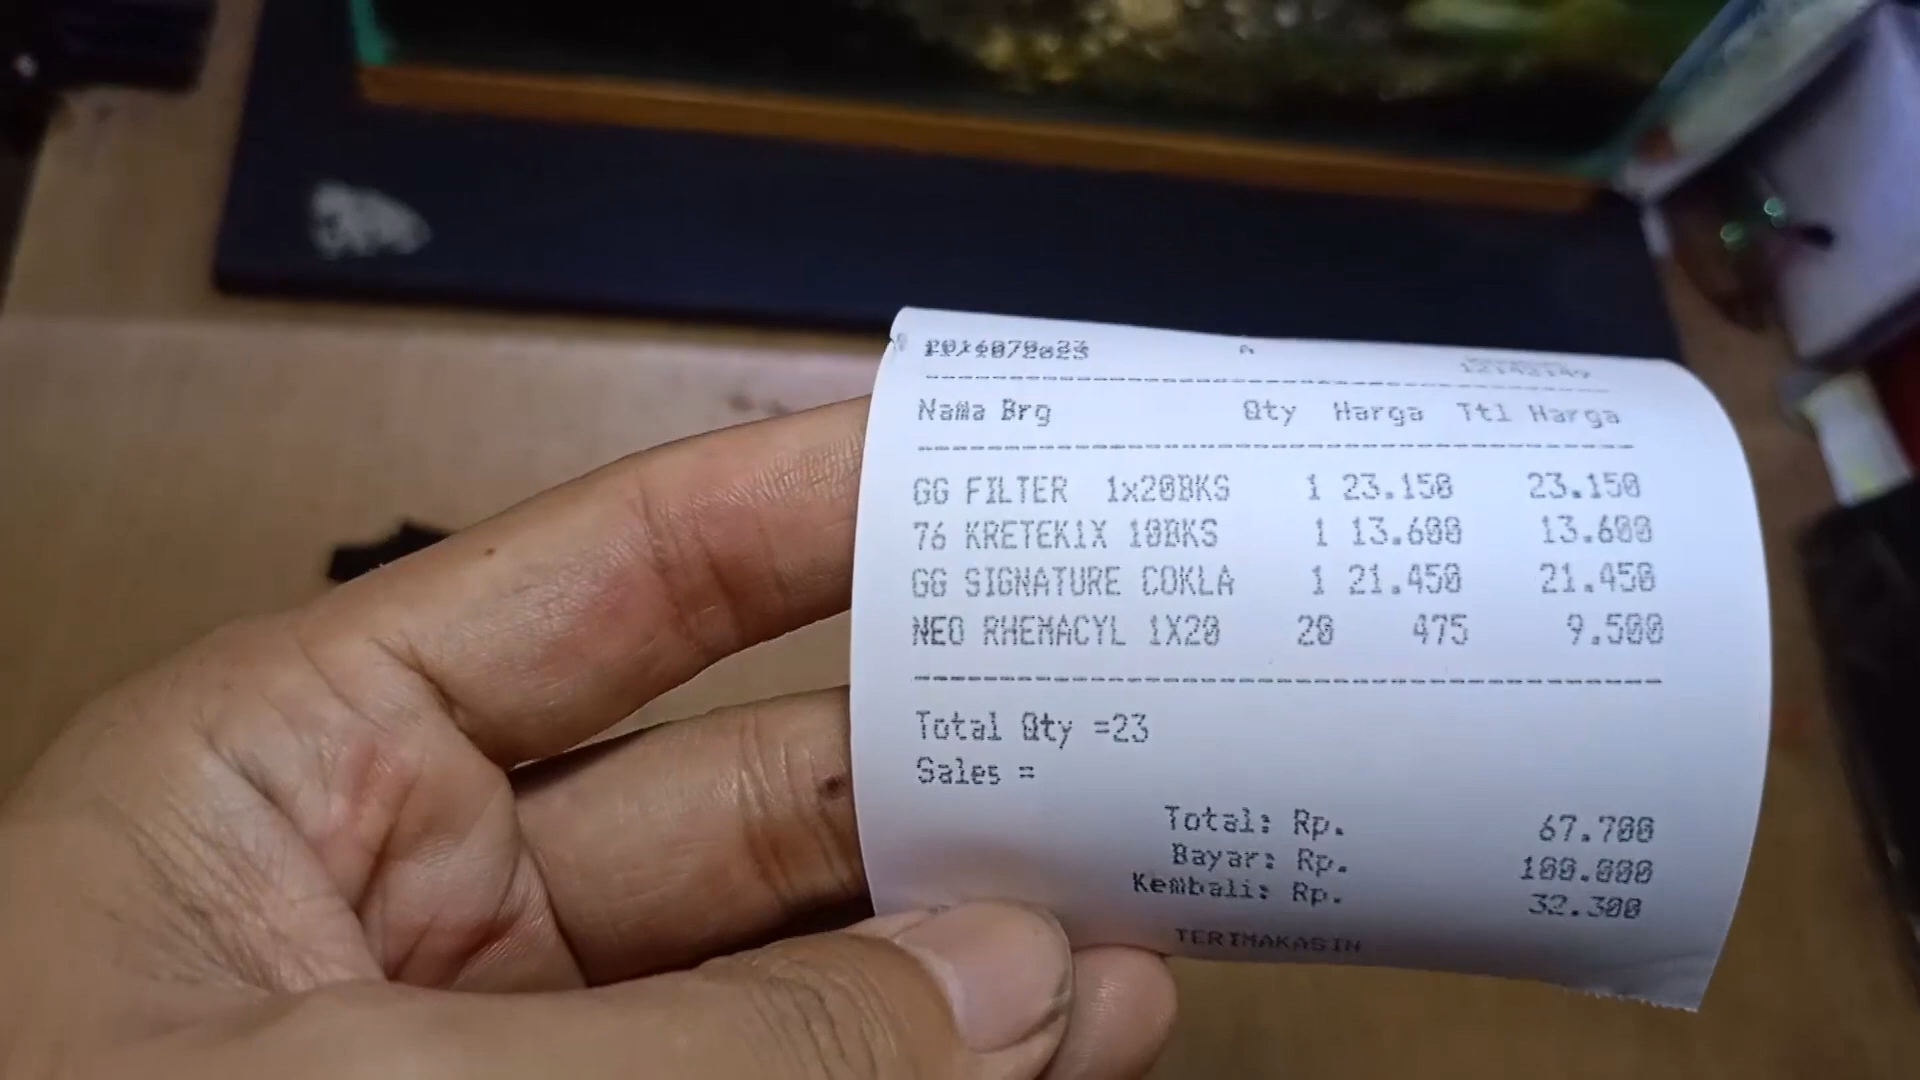 Nama Brg Qty Harga Ttl Harga
GG FILTER 1x20BKS 1 23.150 23.150
76 KRETEK1X 10BKS 1 13.600 13.600
GG SIGNATURE COKLA 1 21.450 21.450
NEO RHEMACYL 1X20 20 475 9.500
Total Qty =23
Sales =
Total: Rp. 67.700
Bayar: Rp. 100.000
Kembali: Rp. 32.300
TERIMAKASIH